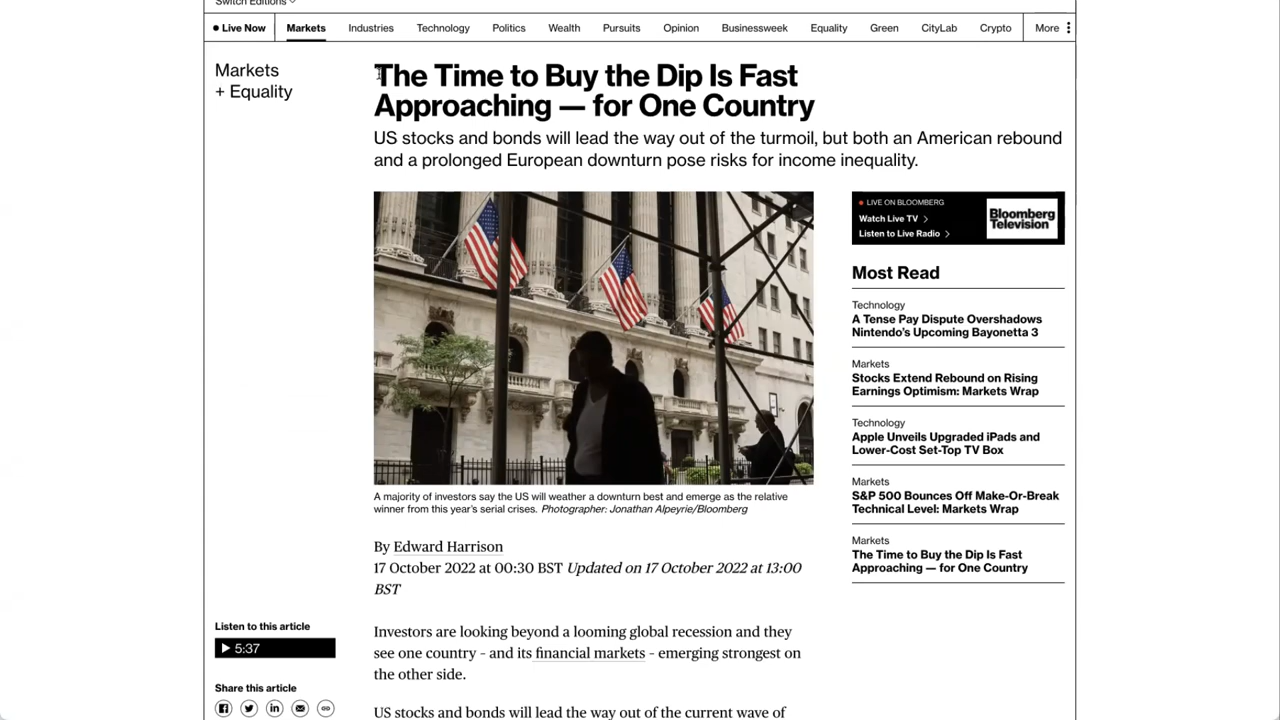 Switch Editions
Live Now
Markets
Industries
Technology
Politics
Wealth
Pursuits
Opinion
Businessweek
Equality
Green
CityLab
Crypto
More
Markets
+ Equality
The Time to Buy the Dip Is Fast
Approaching — for One Country
US stocks and bonds will lead the way out of the turmoil, but both an American rebound
and a prolonged European downturn pose risks for income inequality.
A majority of investors say the US will weather a downturn best and emerge as the relative
winner from this year's serial crises. Photographer: Jonathan Alpeyrie/Bloomberg
By Edward Harrison
17 October 2022 at 00:30 BST Updated on 17 October 2022 at 13:00
BST
Listen to this article
5:37
Share this article
Investors are looking beyond a looming global recession and they
see one country – and its financial markets – emerging strongest on
the other side.
US stocks and bonds will lead the way out of the current wave of
LIVE ON BLOOMBERG
Watch Live TV
Listen to Live Radio
Bloomberg
Television
Most Read
Technology
A Tense Pay Dispute Overshadows
Nintendo's Upcoming Bayonetta 3
Markets
Stocks Extend Rebound on Rising
Earnings Optimism: Markets Wrap
Technology
Apple Unveils Upgraded iPads and
Lower-Cost Set-Top TV Box
Markets
S&P 500 Bounces Off Make-Or-Break
Technical Level: Markets Wrap
Markets
The Time to Buy the Dip Is Fast
Approaching — for One Country